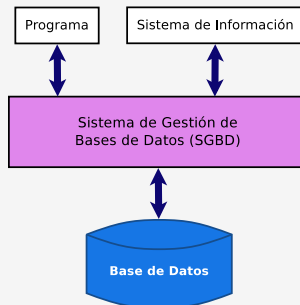 Programa
Sistema de Información
Sistema de Gestión de
Bases de Datos (SGBD)
Base de Datos